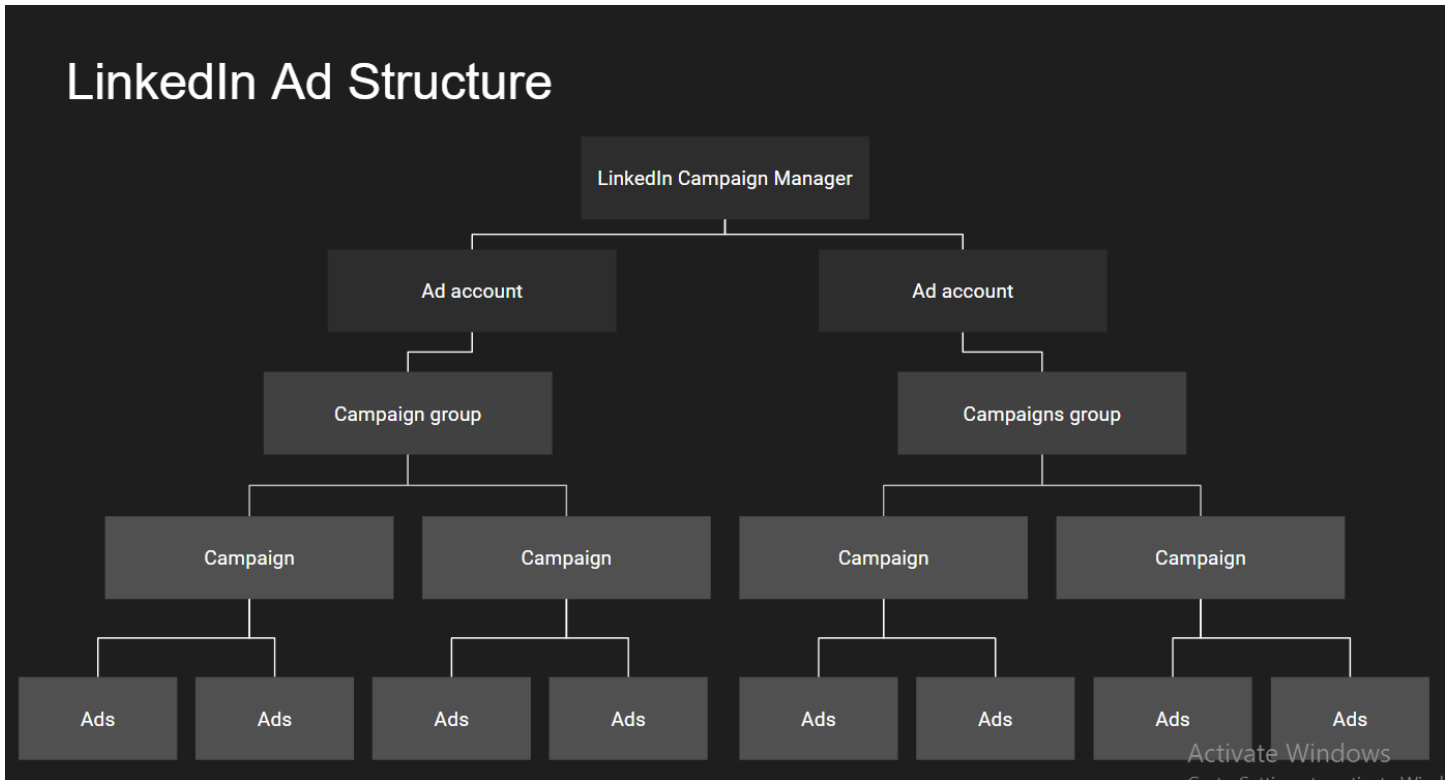 LinkedIn Ad Structure
LinkedIn Campaign Manager
Ad account
Ad account
Campaign group
Campaigns group
Campaign
Campaign
Campaign
Campaign
Ads
Ads
Ads
Ads
Ads
Ads
Ads
Ads
Activate Windows